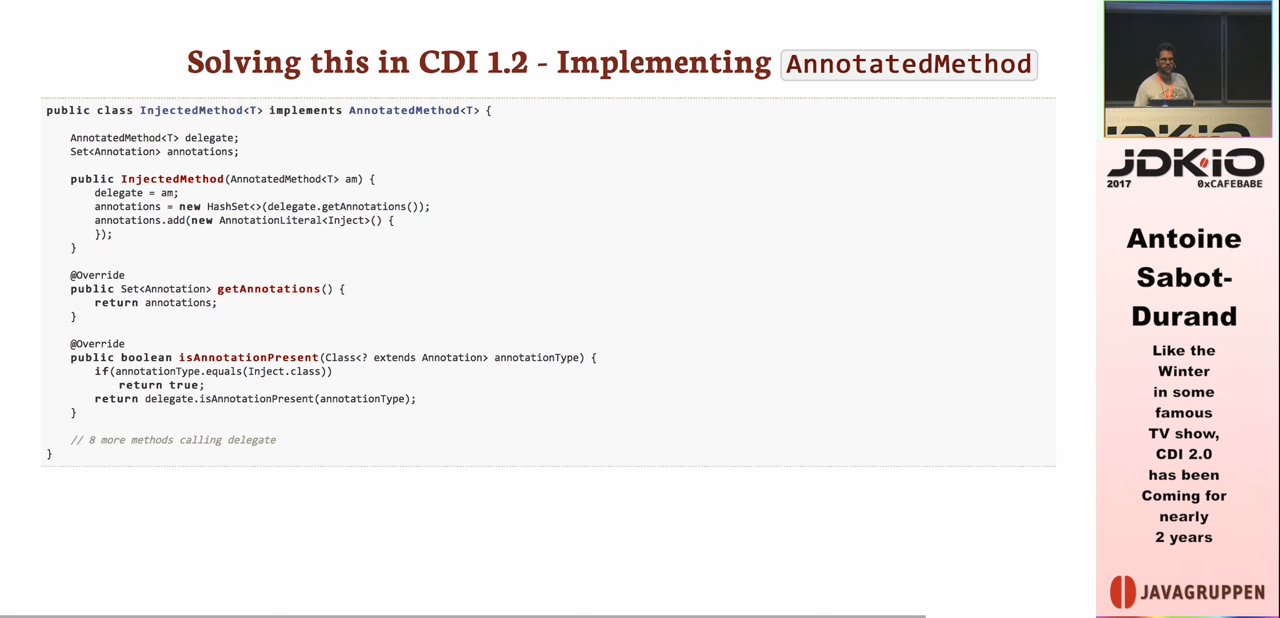 Solving this in CDI 1.2 - Implementing AnnotatedMethod
public class InjectedMethod<T> implements AnnotatedMethod<T> {
AnnotatedMethod<T> delegate;
Set<Annotation> annotations;
public InjectedMethod(AnnotatedMethod<T> am) {
delegate = am;
annotations = new HashSet<>(delegate.getAnnotations());
annotations.add(new AnnotationLiteral<Inject>() {
});
}
@Override
public Set<Annotation> getAnnotations() {
return annotations;
}
@Override
public boolean isAnnotationPresent(Class<? extends Annotation> annotationType) {
if(annotationType.equals(Inject.class))
return true;
return delegate.isAnnotationPresent(annotationType);
}
// 8 more methods calling delegate
}
JDKIO
JDKIO
2017 0xCAFEBABE
Antoine
Sabot-
Durand
Like the
Winter
in some
famous
TV show,
CDI 2.0
has been
Coming for
nearly
2 years
JAVAGRUPPEN